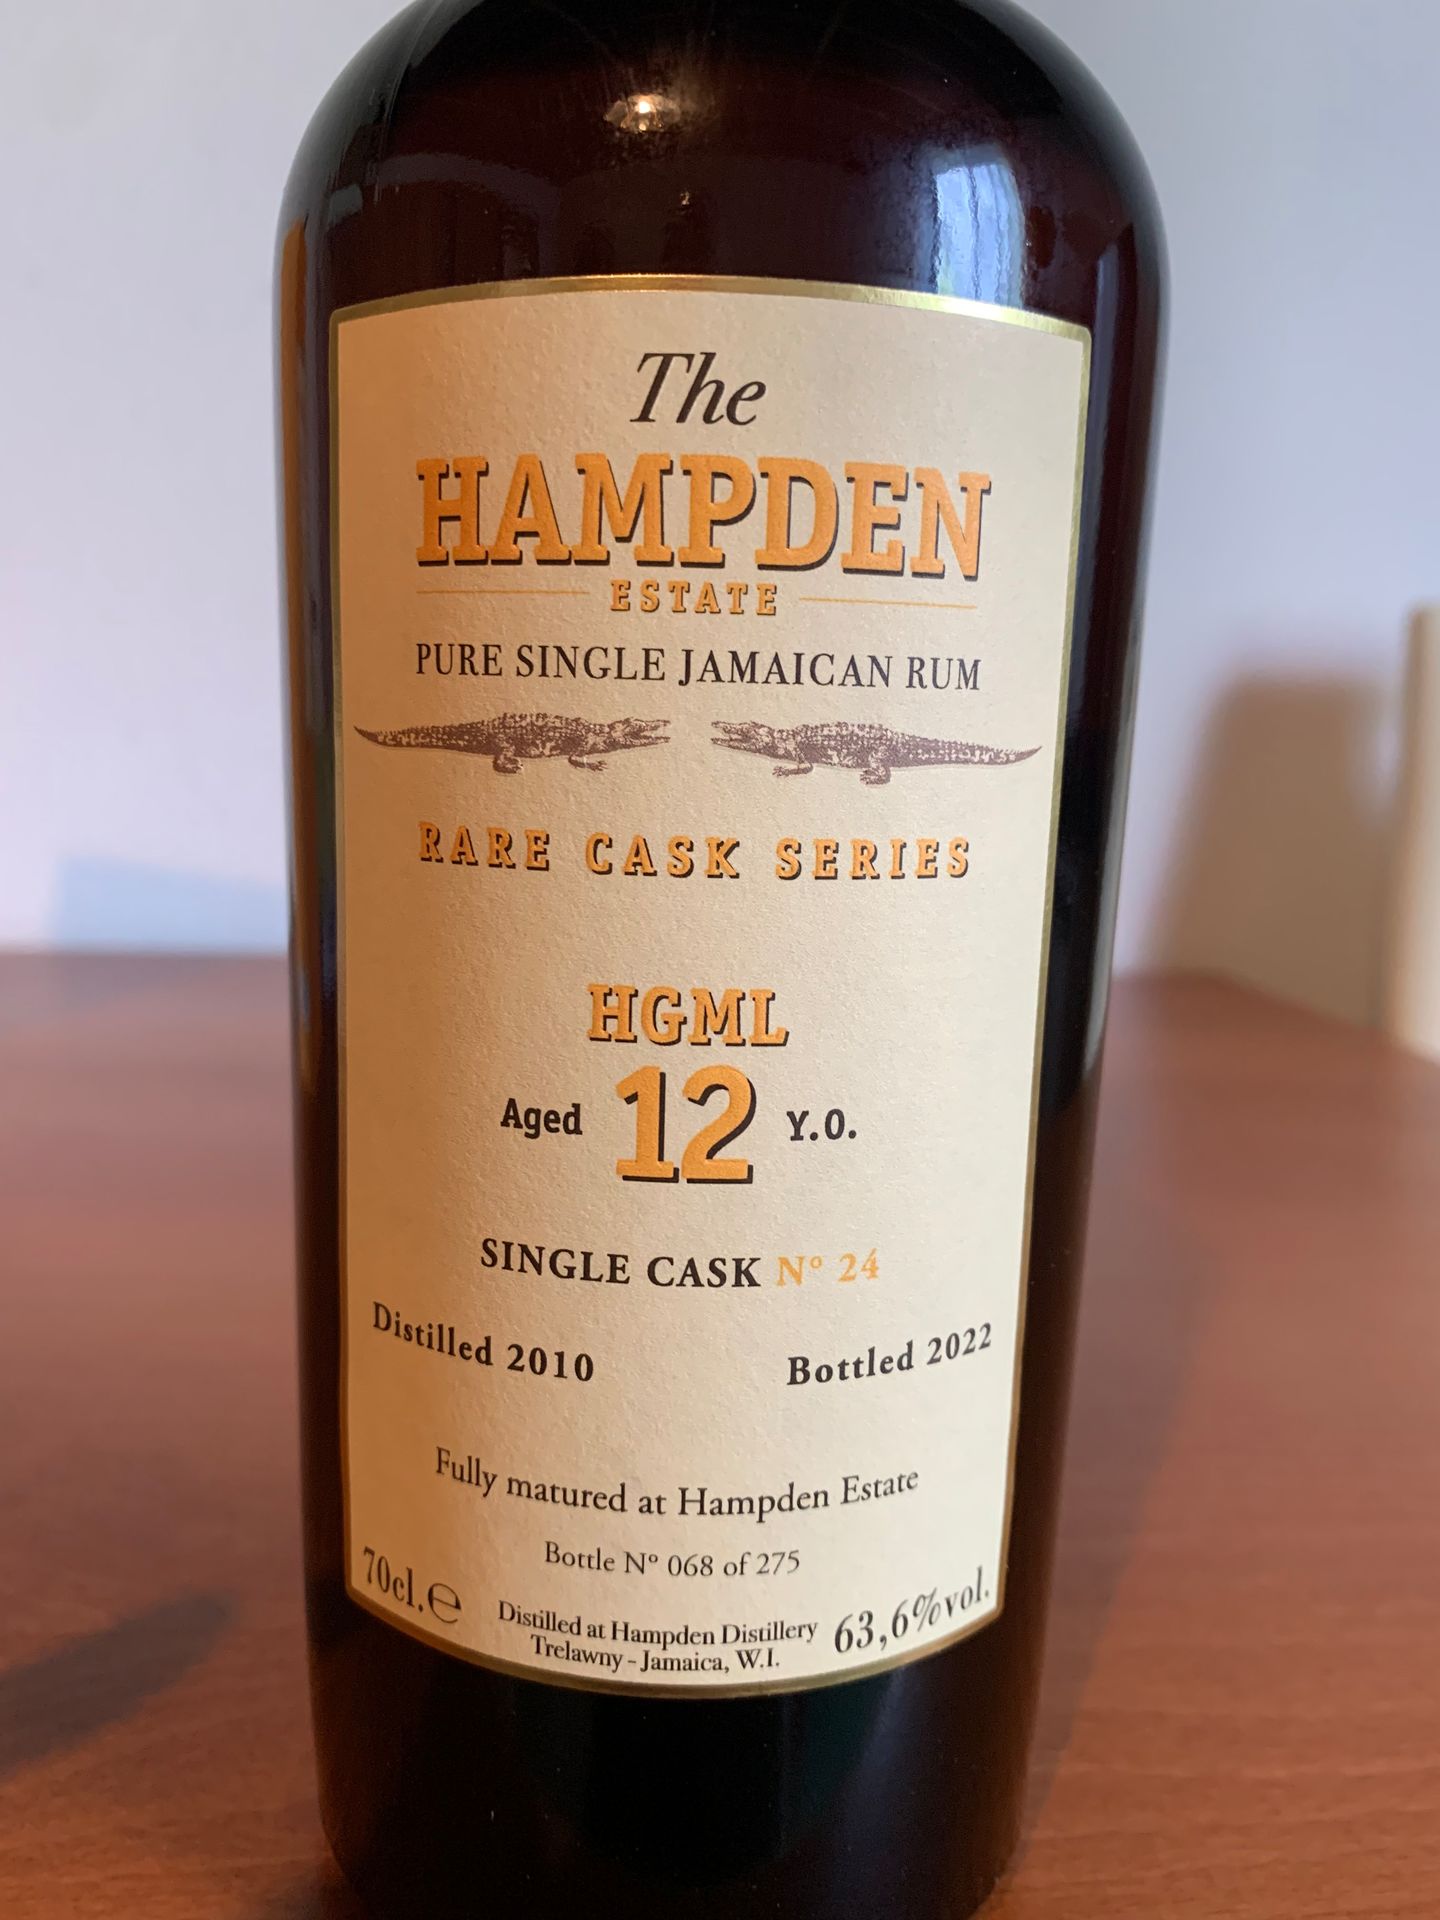 The
HAMPDEN
ESTATE
PURE SINGLE JAMAICAN RUM
RARE CASK SERIES
HGML
Aged 12 Y.O.
SINGLE CASK Nº 24
Distilled 2010 Bottled 2022
Fully matured at Hampden Estate
Bottle Nº 068 of 275
70cl.℮ Distilled at Hampden Distillery 63,6%vol.
Trelawny - Jamaica, W.I.